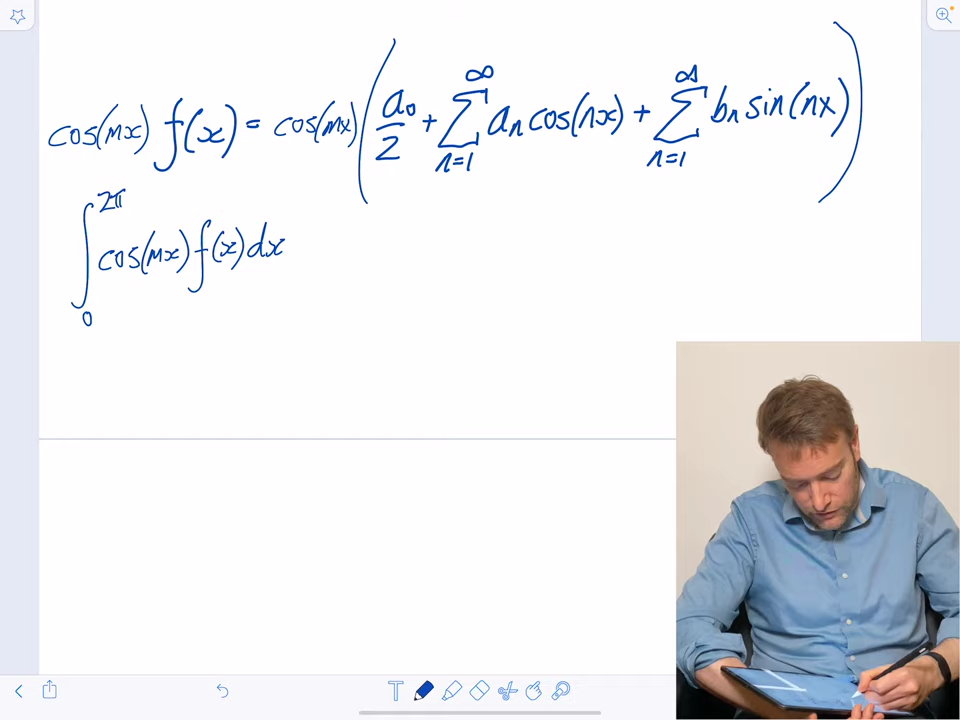 cos(mx) f(x) = cos(mx) ( a₀/2 + ∑_{n=1}^{∞} aₙ cos(nx) + ∑_{n=1}^{∞} bₙ sin(nx) )
∫_{0}^{2π} cos(mx) f(x) dx
T